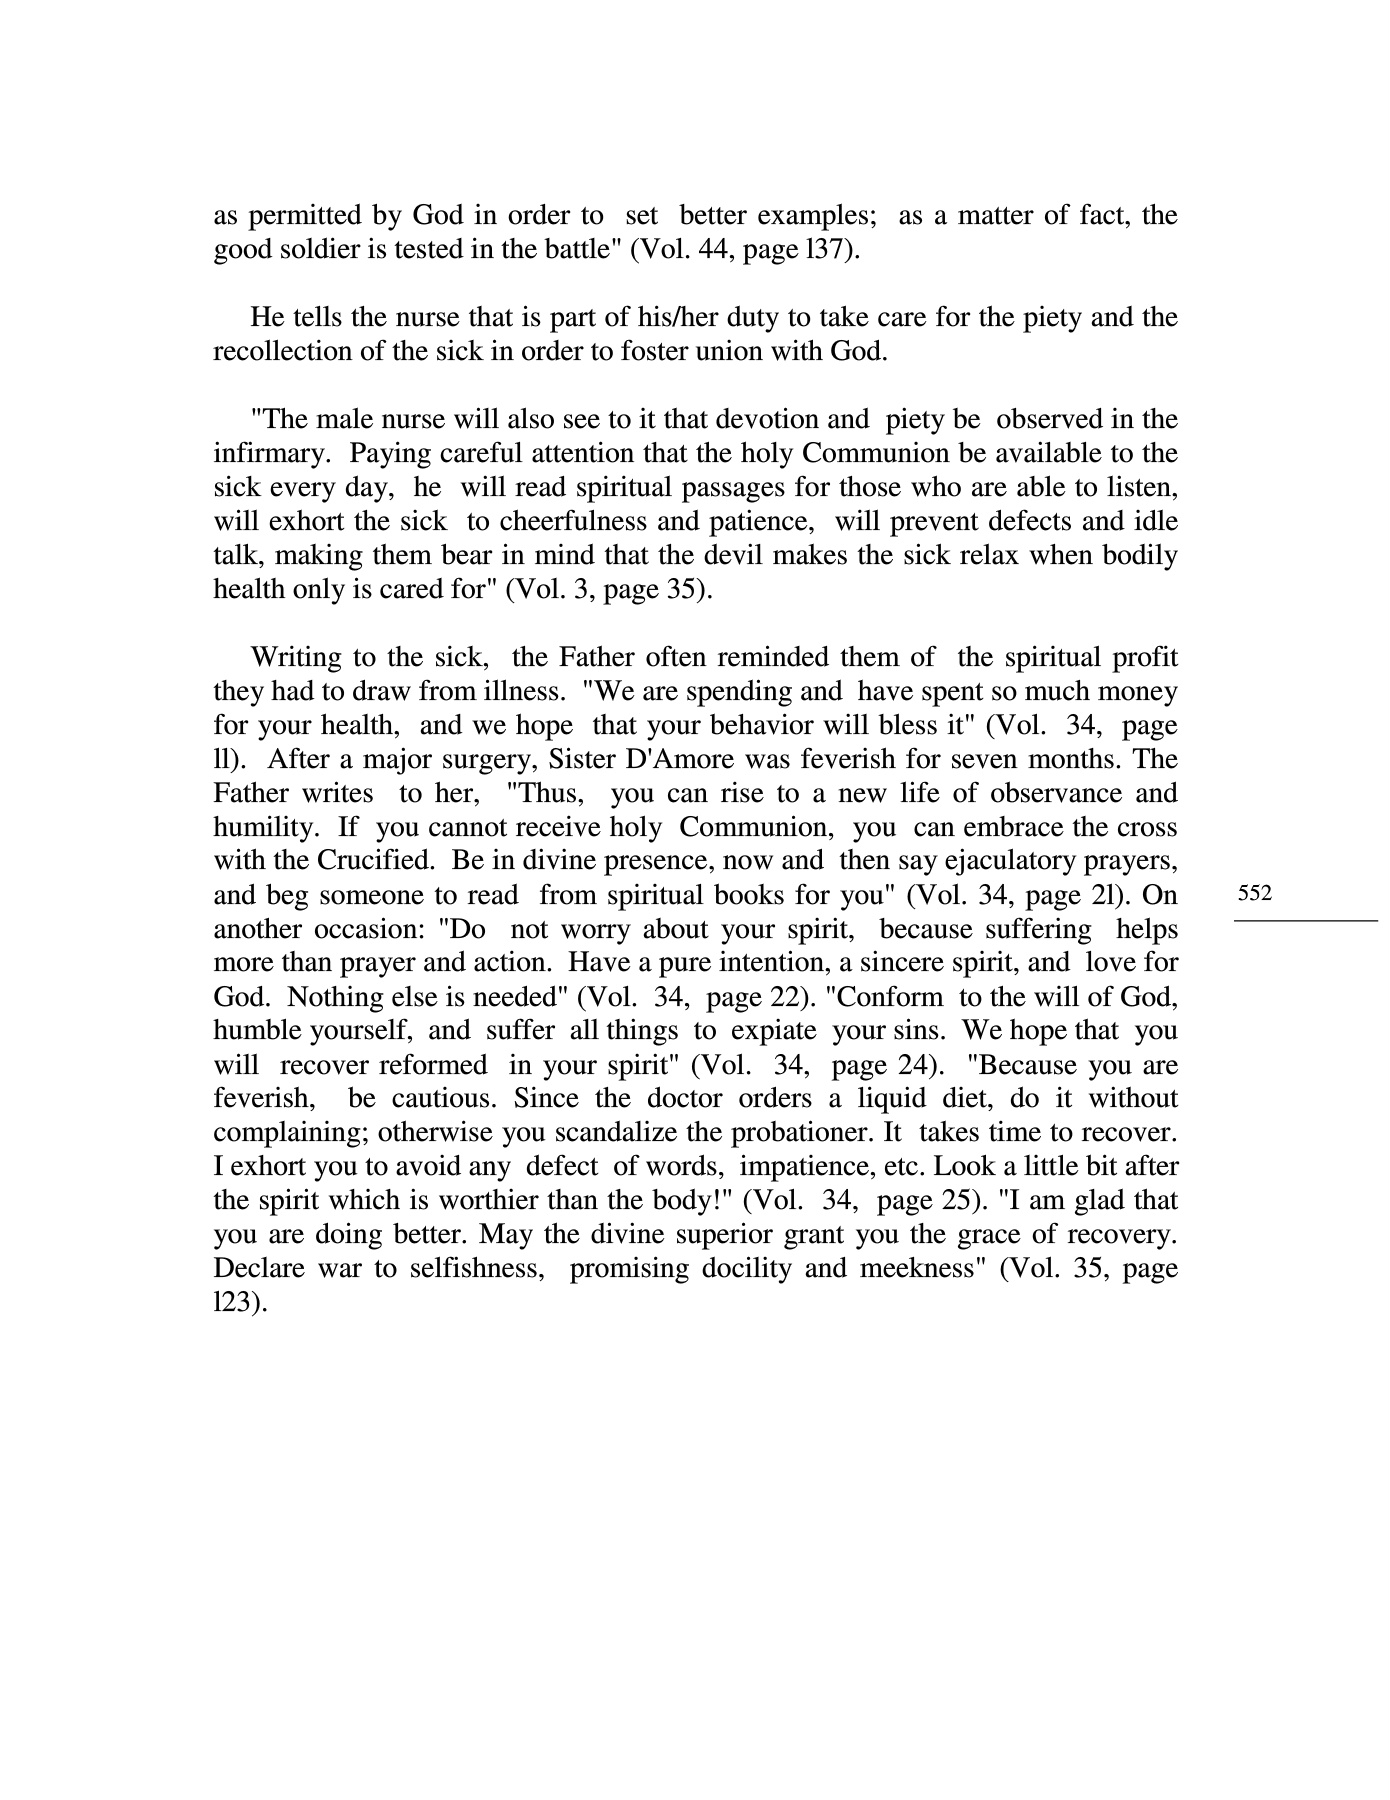 as permitted by God in order to set better examples; as a matter of fact, the
good soldier is tested in the battle" (Vol. 44, page l37).
He tells the nurse that is part of his/her duty to take care for the piety and the
recollection of the sick in order to foster union with God.
"The male nurse will also see to it that devotion and piety be observed in the
infirmary. Paying careful attention that the holy Communion be available to the
sick every day, he will read spiritual passages for those who are able to listen,
will exhort the sick to cheerfulness and patience, will prevent defects and idle
talk, making them bear in mind that the devil makes the sick relax when bodily
health only is cared for" (Vol. 3, page 35).
Writing to the sick, the Father often reminded them of the spiritual profit
they had to draw from illness. "We are spending and have spent so much money
for your health, and we hope that your behavior will bless it" (Vol. 34, page
ll). After a major surgery, Sister D'Amore was feverish for seven months. The
Father writes to her, "Thus, you can rise to a new life of observance and
humility. If you cannot receive holy Communion, you can embrace the cross
with the Crucified. Be in divine presence, now and then say ejaculatory prayers,
and beg someone to read from spiritual books for you" (Vol. 34, page 2l). On
another occasion: "Do not worry about your spirit, because suffering helps
more than prayer and action. Have a pure intention, a sincere spirit, and love for
God. Nothing else is needed" (Vol. 34, page 22). "Conform to the will of God,
humble yourself, and suffer all things to expiate your sins. We hope that you
will recover reformed in your spirit" (Vol. 34, page 24). "Because you are
feverish, be cautious. Since the doctor orders a liquid diet, do it without
complaining; otherwise you scandalize the probationer. It takes time to recover.
I exhort you to avoid any defect of words, impatience, etc. Look a little bit after
the spirit which is worthier than the body!" (Vol. 34, page 25). "I am glad that
you are doing better. May the divine superior grant you the grace of recovery.
Declare war to selfishness, promising docility and meekness" (Vol. 35, page
l23).
552